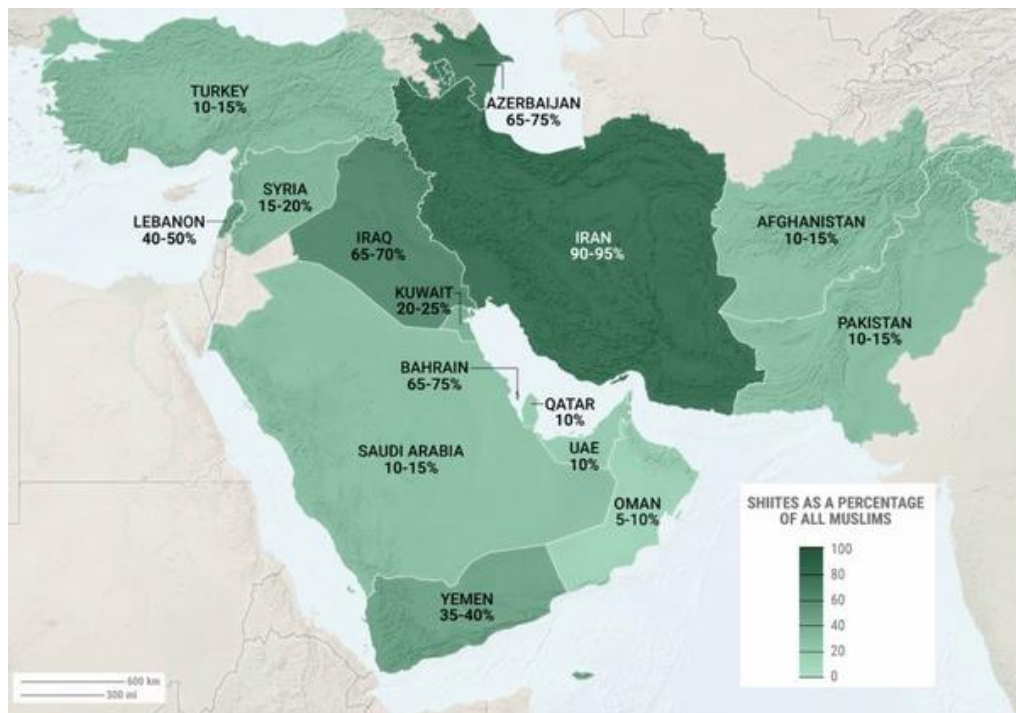 TURKEY
10-15%
AZERBAIJAN
65-75%
SYRIA
15-20%
LEBANON
40-50%
IRAQ
65-70%
IRAN
90-95%
AFGHANISTAN
10-15%
KUWAIT
20-25%
PAKISTAN
10-15%
BAHRAIN
65-75%
QATAR
10%
SAUDI ARABIA
10-15%
UAE
10%
OMAN
5-10%
YEMEN
35-40%
SHIITES AS A PERCENTAGE
OF ALL MUSLIMS
100
80
60
40
20
0
600 km
300 mi